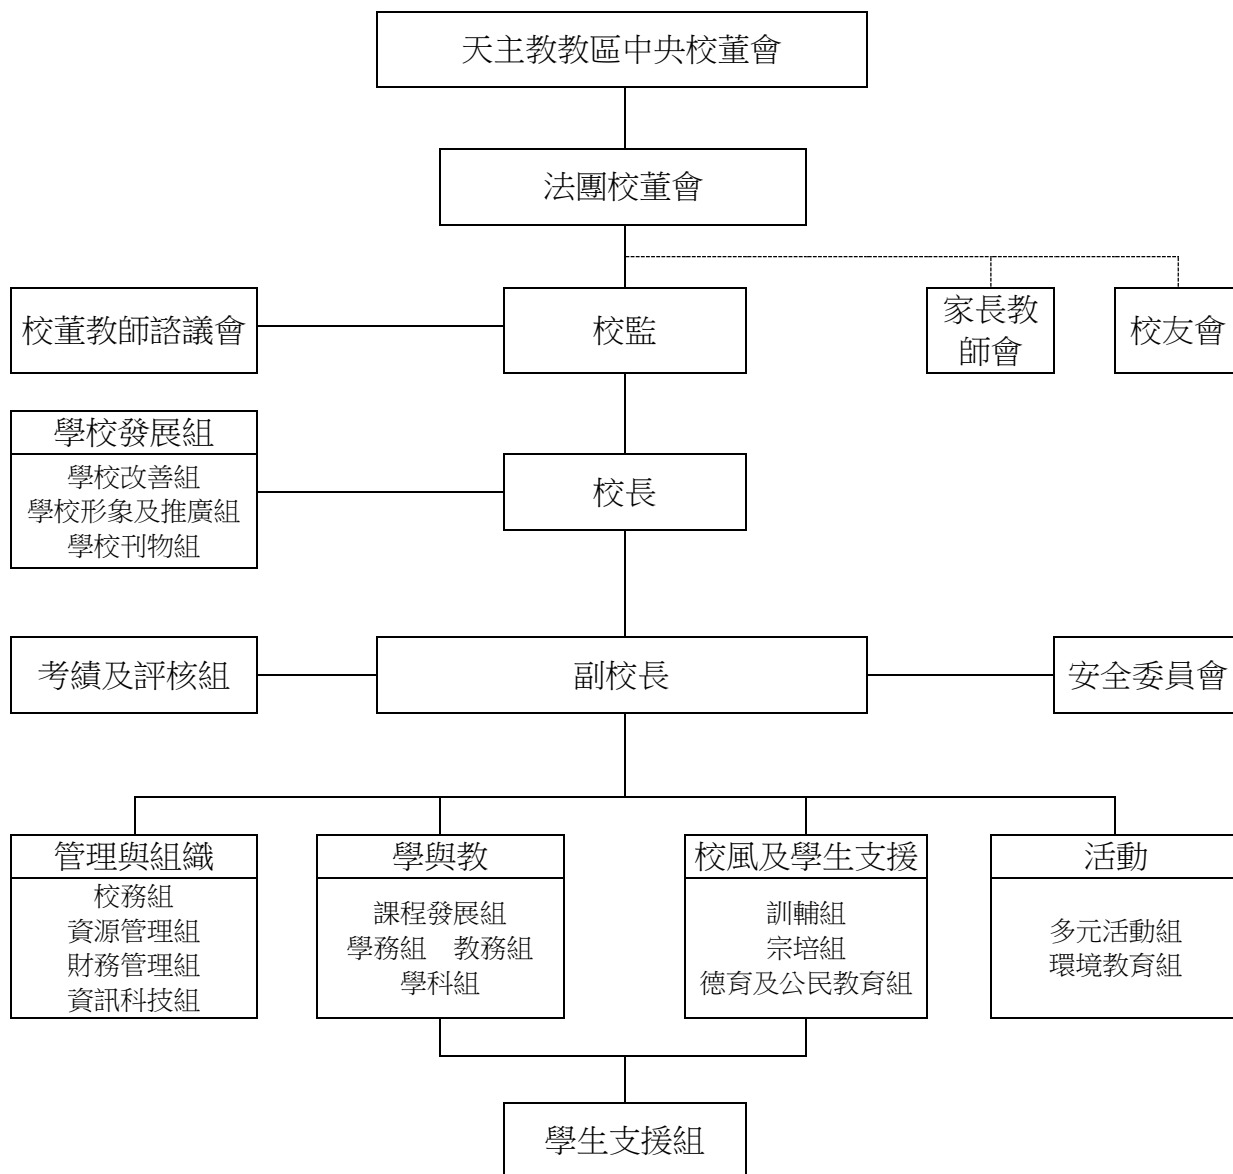 天主教教區中央校董會
法團校董會
校董教師諮議會
校監
家長教
師會
校友會
學校發展組
學校改善組
學校形象及推廣組
學校刊物組
校長
考績及評核組
副校長
安全委員會
管理與組織
校務組
資源管理組
財務管理組
資訊科技組
學與教
課程發展組
學務組　教務組
學科組
校風及學生支援
訓輔組
宗培組
德育及公民教育組
活動
多元活動組
環境教育組
學生支援組